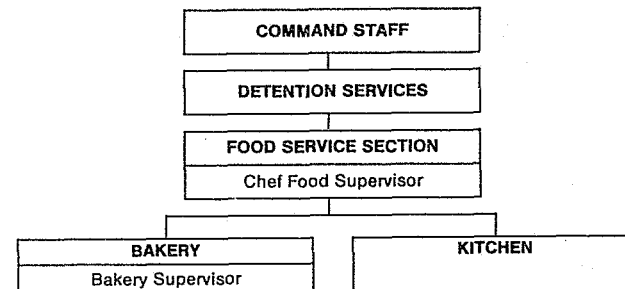 COMMAND STAFF
DETENTION SERVICES
FOOD SERVICE SECTION
Chef Food Supervisor
BAKERY
Bakery Supervisor
KITCHEN